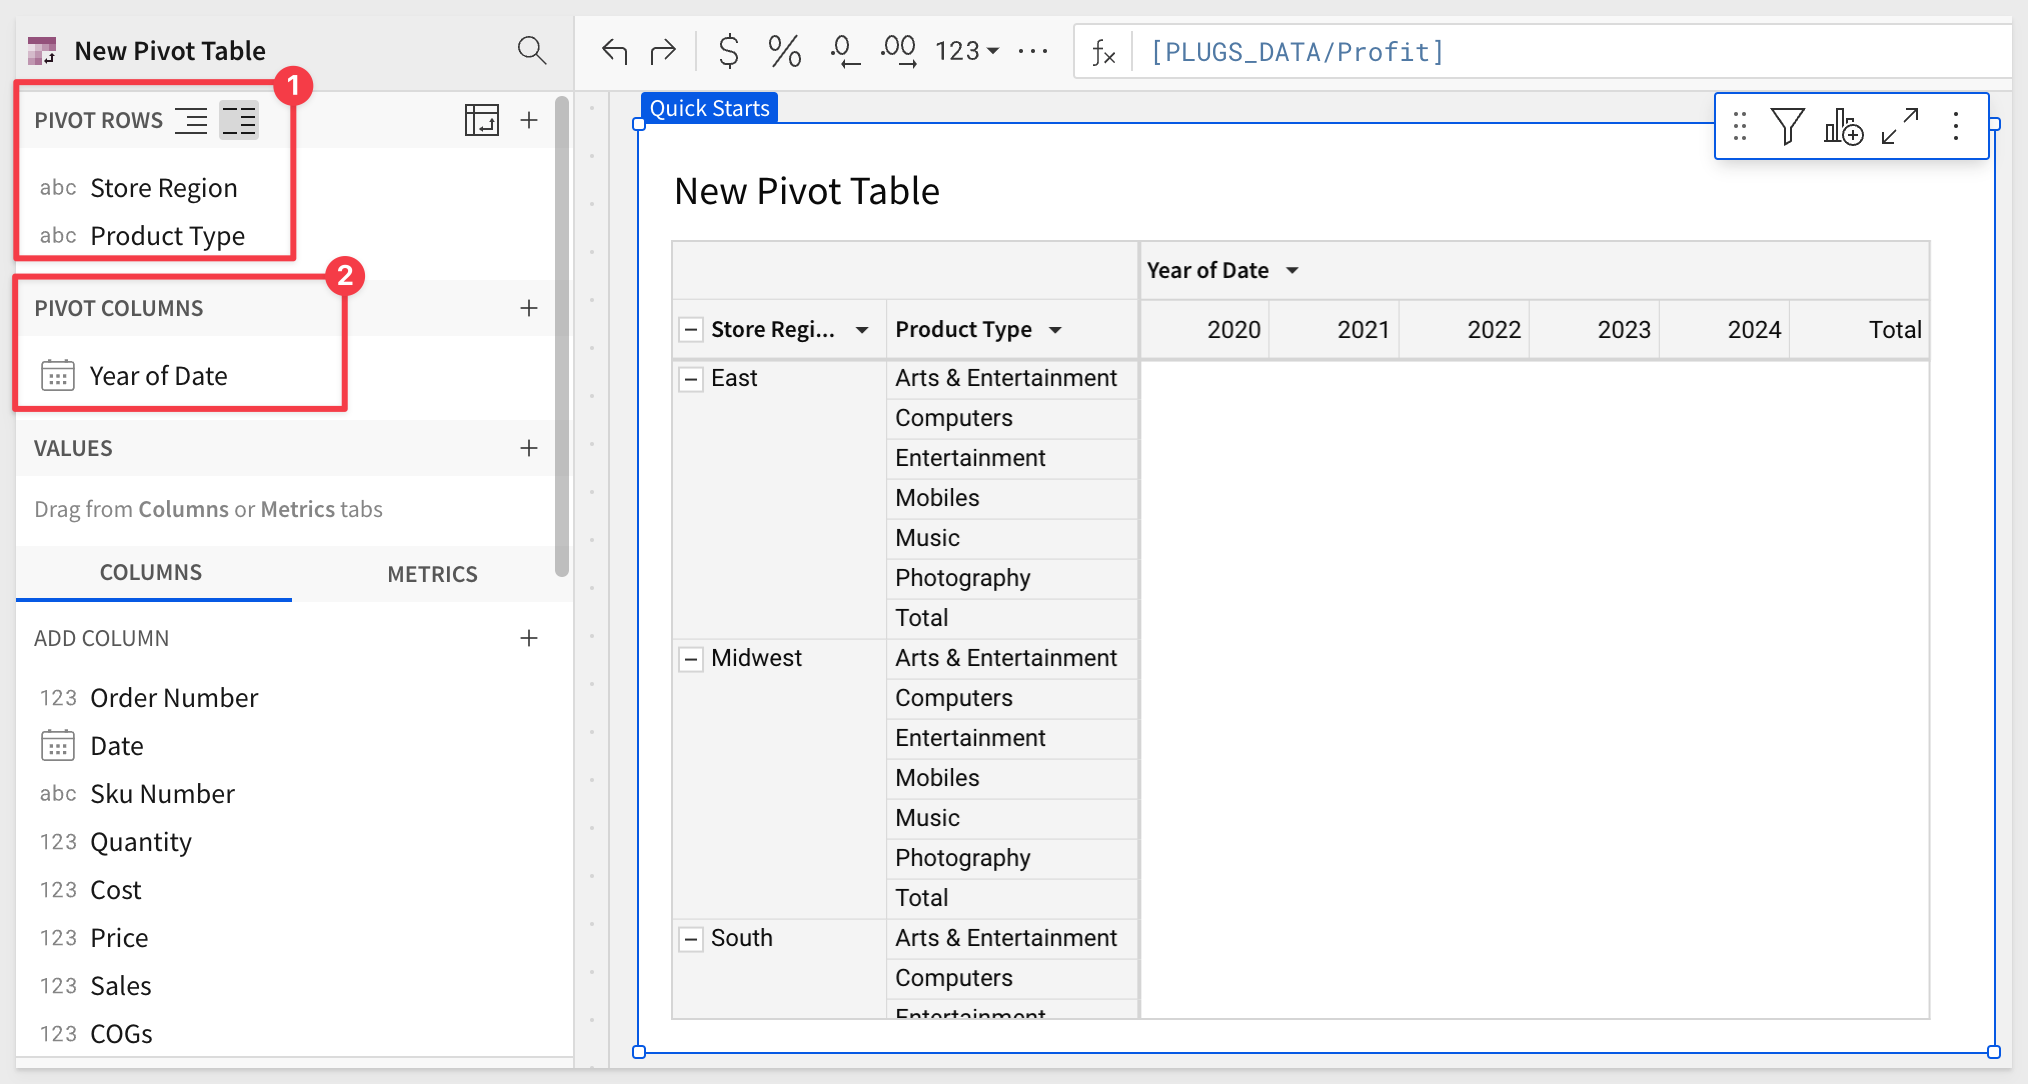 New Pivot Table
123
fx
[PLUGS_DATA/Profit]
1
PIVOT ROWS
abc Store Region
abc Product Type
2
PIVOT COLUMNS
Year of Date
VALUES
Drag from Columns or Metrics tabs
COLUMNS
METRICS
ADD COLUMN
123 Order Number
Date
abc Sku Number
123 Quantity
123 Cost
123 Price
123 Sales
123 COGs
Quick Starts
New Pivot Table
Year of Date
Store Regi... Product Type 2020 2021 2022 2023 2024 Total
East Arts & Entertainment
Computers
Entertainment
Mobiles
Music
Photography
Total
Midwest Arts & Entertainment
Computers
Entertainment
Mobiles
Music
Photography
Total
South Arts & Entertainment
Computers
Entertainment